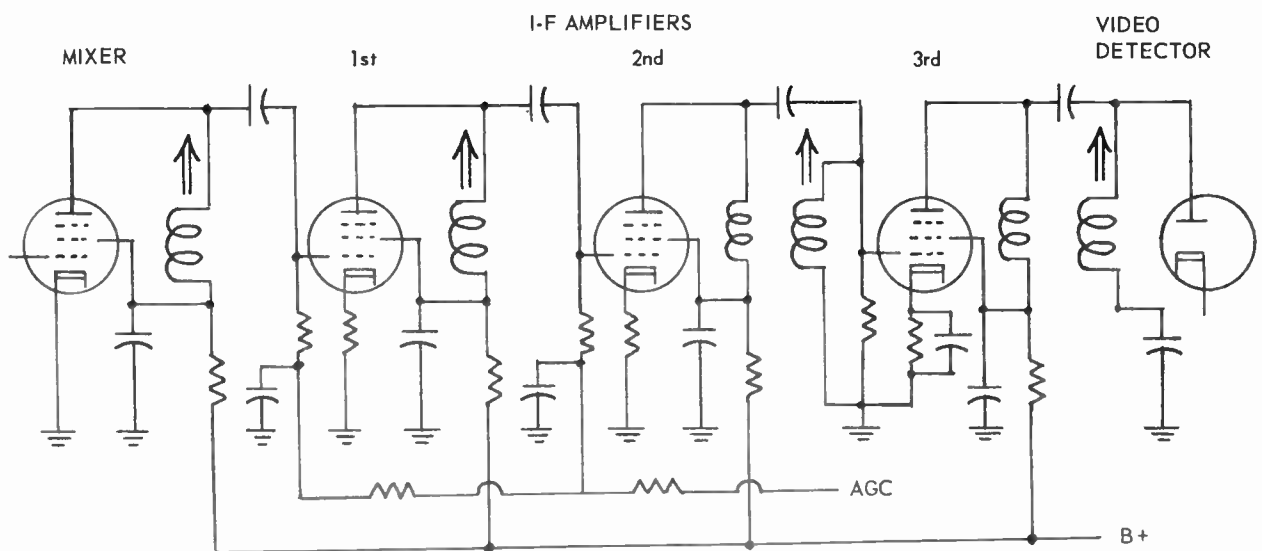 I-F AMPLIFIERS
VIDEO
DETECTOR
MIXER
1st
2nd
3rd
AGC
B+